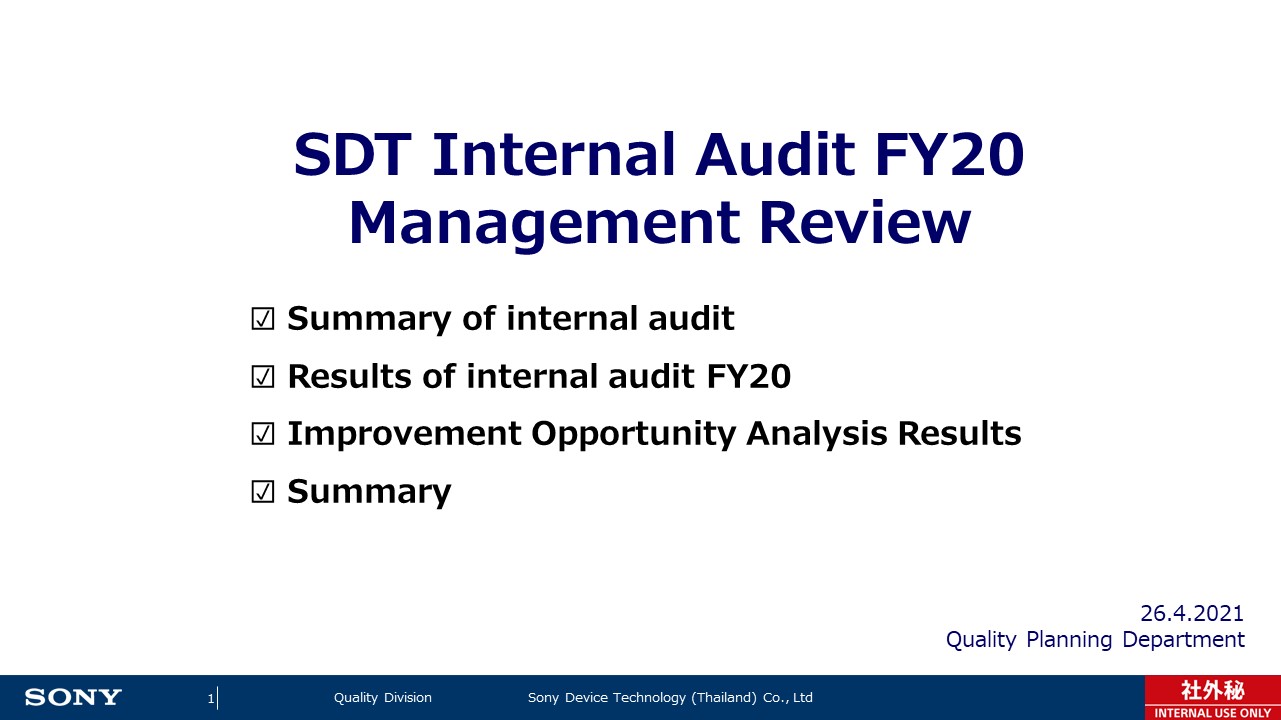 SDT Internal Audit FY20
Management Review
☑ Summary of internal audit
☑ Results of internal audit FY20
☑ Improvement Opportunity Analysis Results
☑ Summary
26.4.2021
Quality Planning Department
SONY
1
Quality Division
Sony Device Technology (Thailand) Co., Ltd
社外秘
INTERNAL USE ONLY